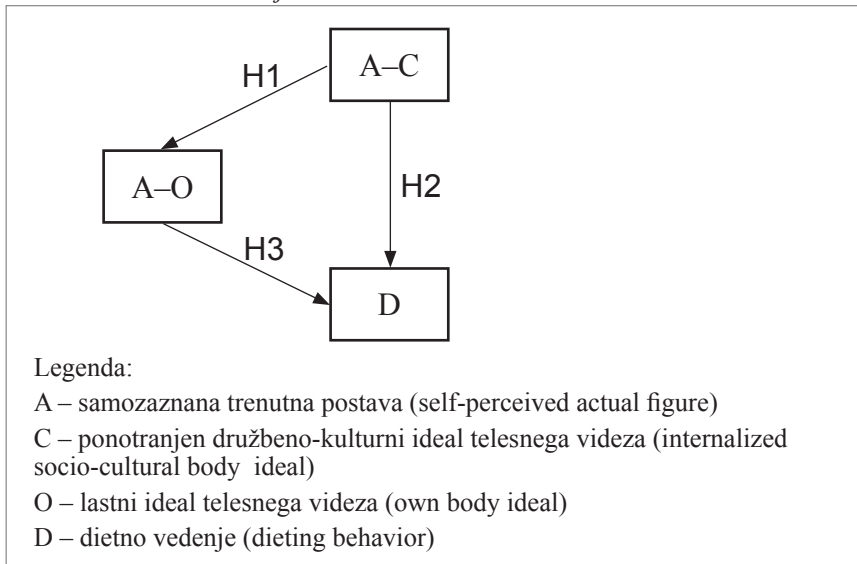 A–C
H1
A–O
H2
H3
D
Legenda:
A – samozaznana trenutna postava (self-perceived actual figure)
C – ponotranjen družbeno-kulturni ideal telesnega videza (internalized
socio-cultural body ideal)
O – lastni ideal telesnega videza (own body ideal)
D – dietno vedenje (dieting behavior)